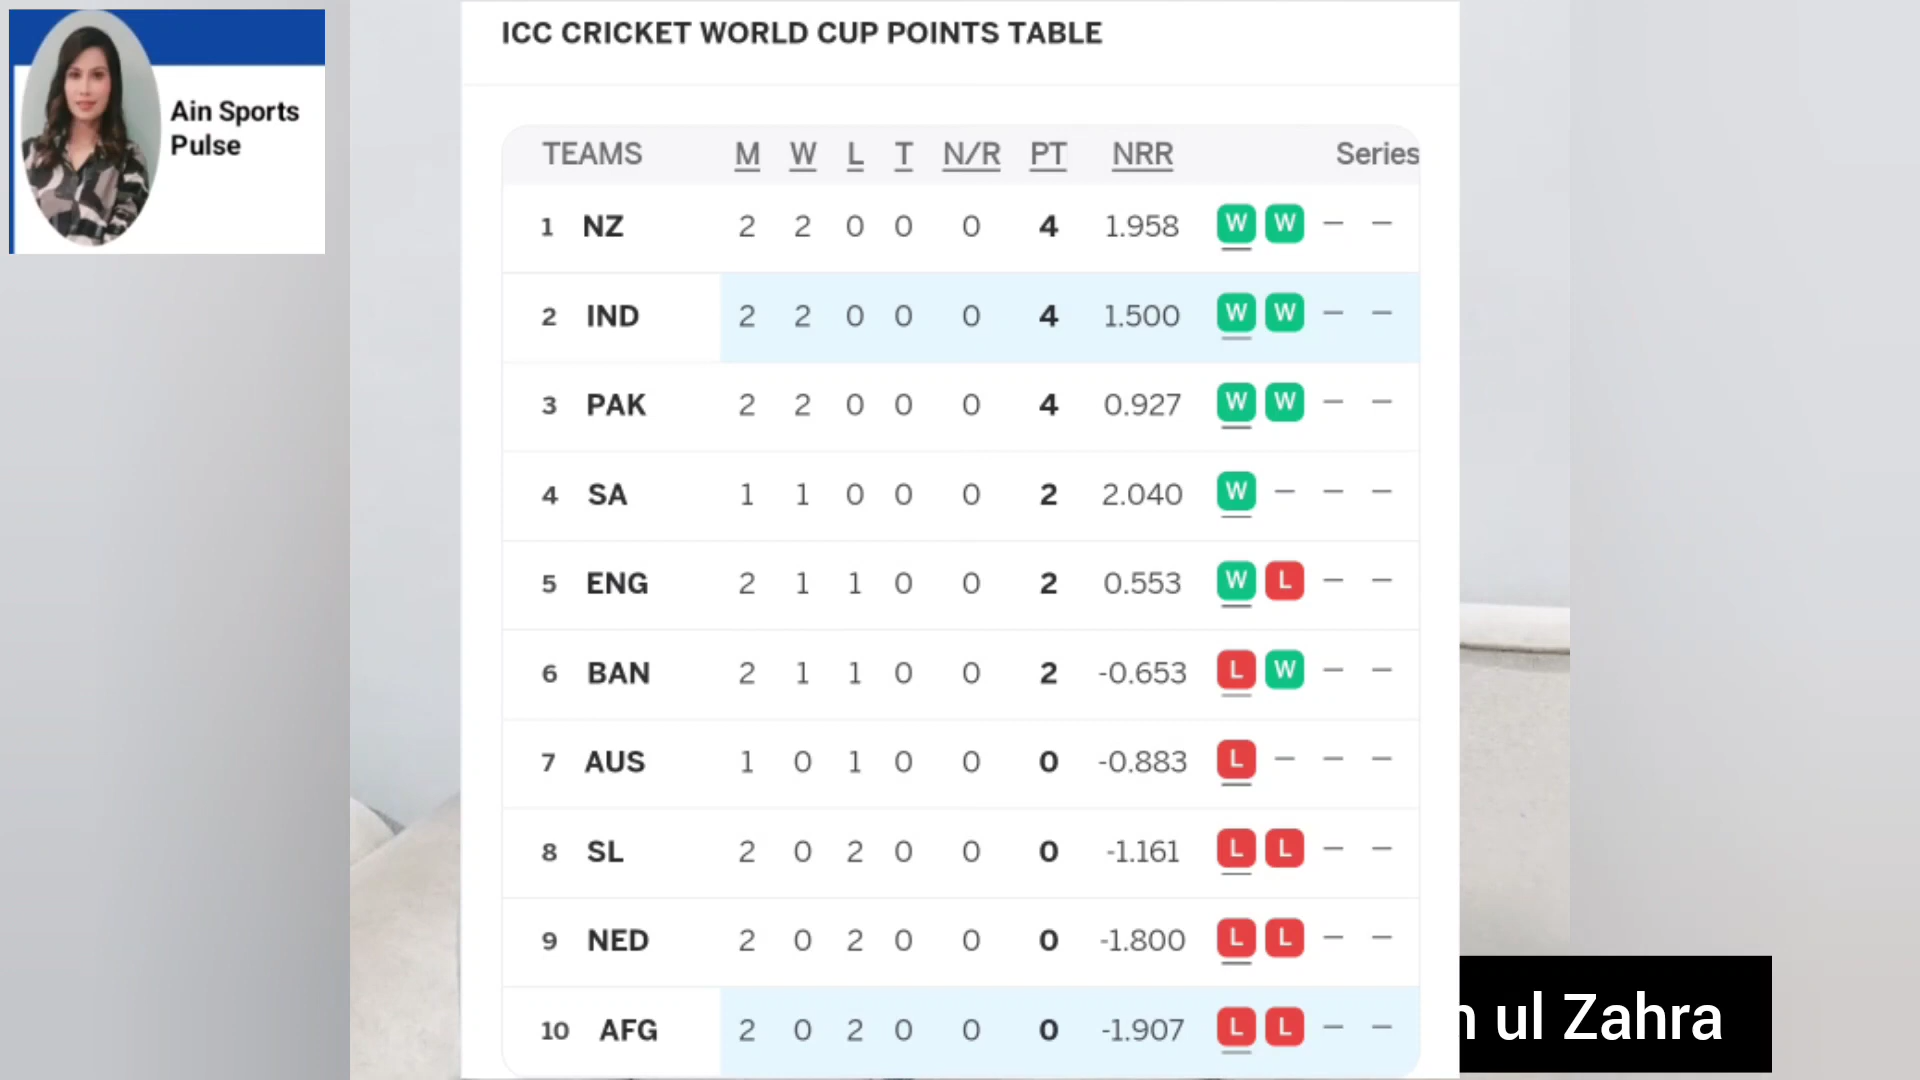 Ain Sports
Pulse
ICC CRICKET WORLD CUP POINTS TABLE
TEAMS M W L T N/R PT NRR Series
1 NZ 2 2 0 0 0 4 1.958 W W – –
2 IND 2 2 0 0 0 4 1.500 W W – –
3 PAK 2 2 0 0 0 4 0.927 W W – –
4 SA 1 1 0 0 0 2 2.040 W – – –
5 ENG 2 1 1 0 0 2 0.553 W L – –
6 BAN 2 1 1 0 0 2 -0.653 L W – –
7 AUS 1 0 1 0 0 0 -0.883 L – – –
8 SL 2 0 2 0 0 0 -1.161 L L – –
9 NED 2 0 2 0 0 0 -1.800 L L – –
10 AFG 2 0 2 0 0 0 -1.907 L L – –
ul Zahra